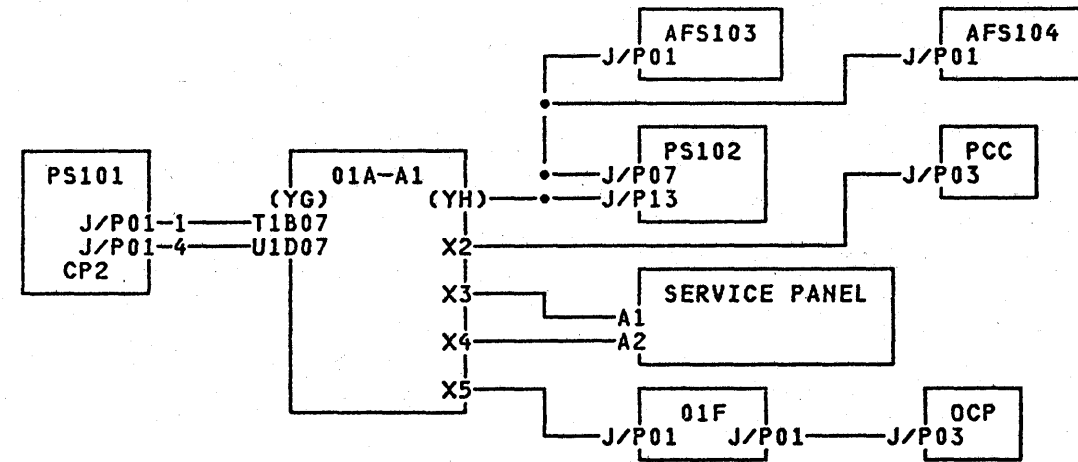 AFS103 AFS104
J/P01 J/P01
PS101 01A-A1 PS102 PCC
(YG) (YH) J/P07 J/P03
J/P01-1 T1B07 J/P13
J/P01-4 U1D07 X2
CP2
X3 SERVICE PANEL
A1
X4 A2
X5 01F OCP
J/P01 J/P01 J/P03